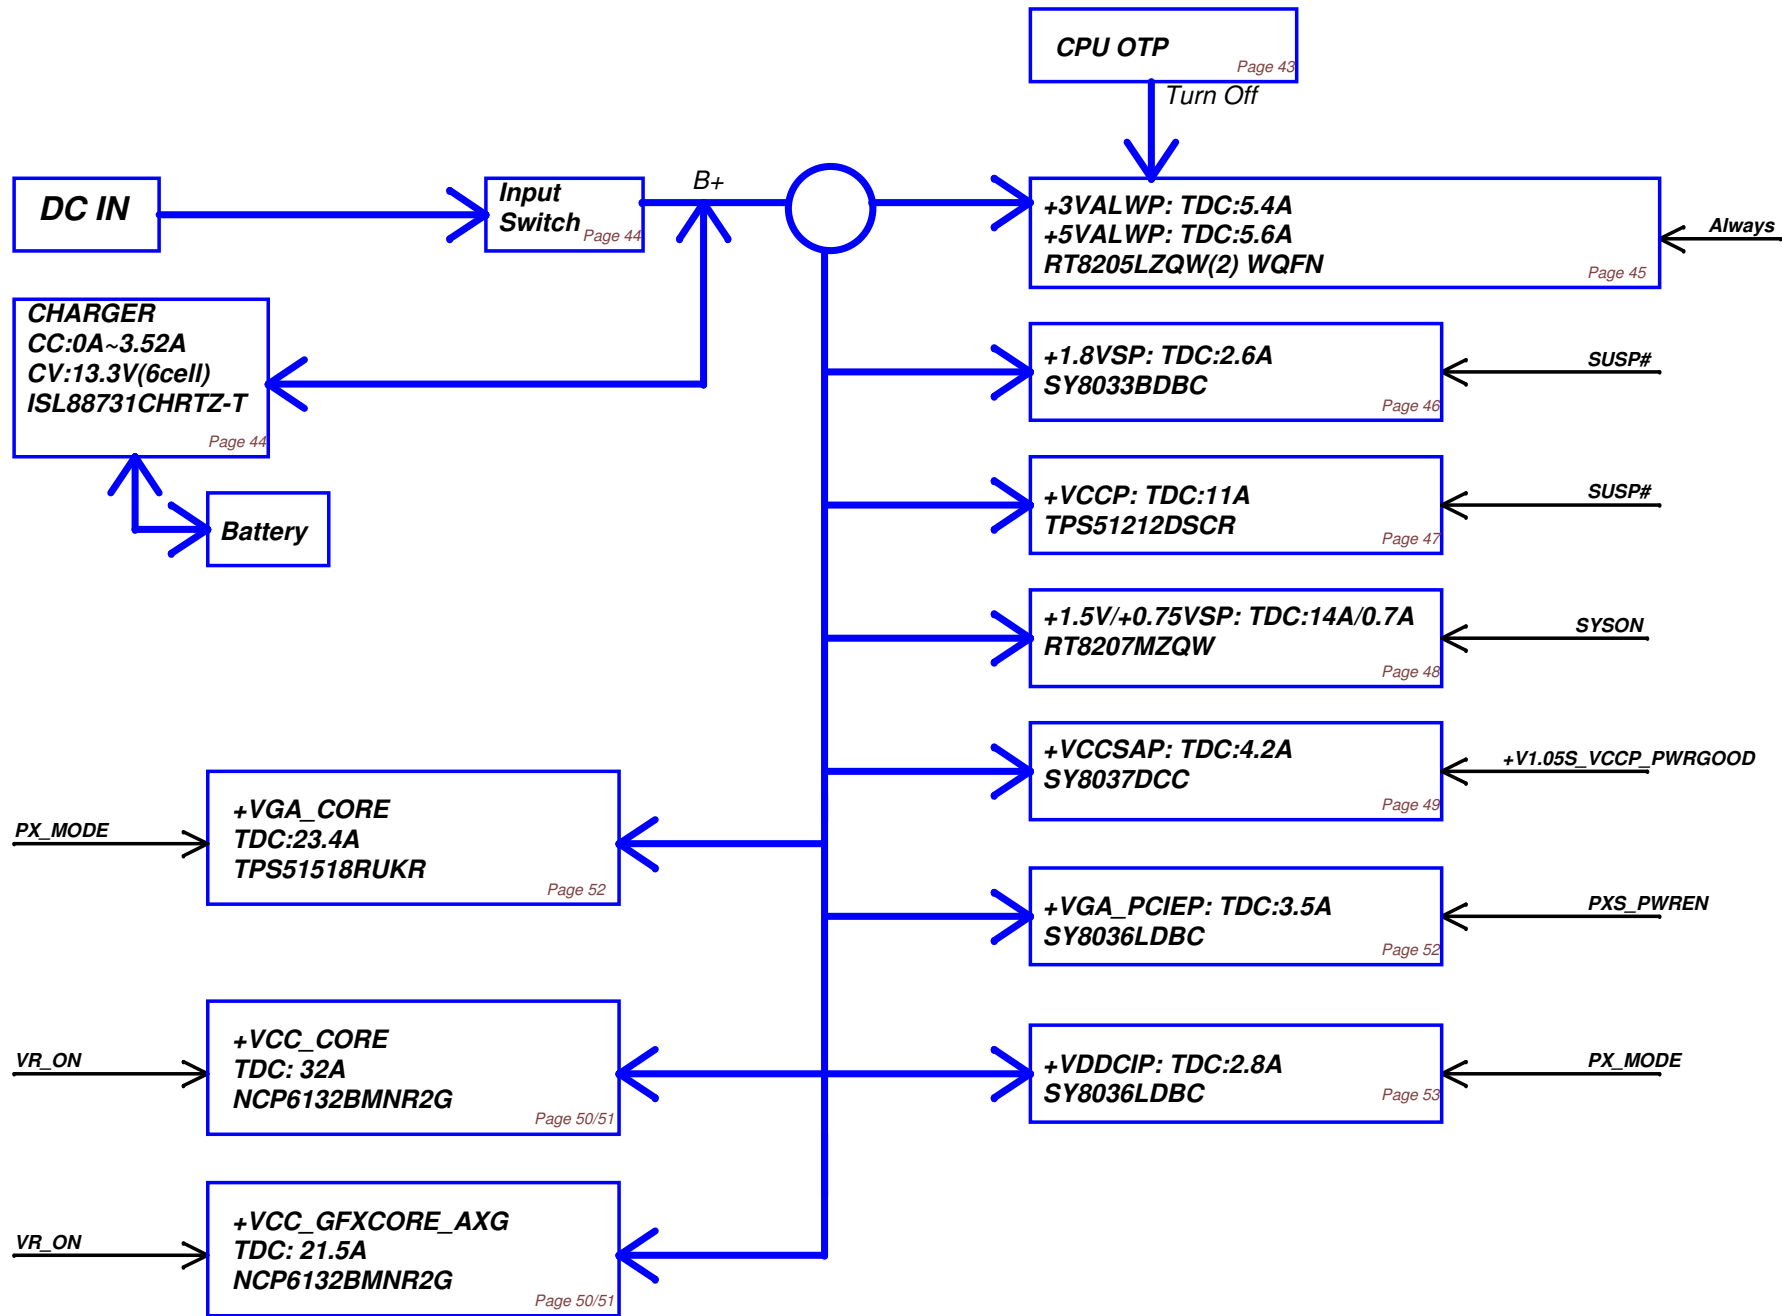 CPU OTP
Page 43
Turn Off
DC IN
Input
Switch
Page 44
B+
+3VALWP: TDC:5.4A
+5VALWP: TDC:5.6A
RT8205LZQW(2) WQFN
Page 45
Always
CHARGER
CC:0A~3.52A
CV:13.3V(6cell)
ISL88731CHRTZ-T
Page 44
Battery
+1.8VSP: TDC:2.6A
SY8033BDBC
Page 46
SUSP#
+VCCP: TDC:11A
TPS51212DSCR
Page 47
SUSP#
+1.5V/+0.75VSP: TDC:14A/0.7A
RT8207MZQW
Page 48
SYSON
+VCCSAP: TDC:4.2A
SY8037DCC
Page 49
+V1.05S_VCCP_PWRGOOD
PX_MODE
+VGA_CORE
TDC:23.4A
TPS51518RUKR
Page 52
+VGA_PCIEP: TDC:3.5A
SY8036LDBC
Page 52
PXS_PWREN
VR_ON
+VCC_CORE
TDC: 32A
NCP6132BMNR2G
Page 50/51
+VDDCIP: TDC:2.8A
SY8036LDBC
Page 53
PX_MODE
VR_ON
+VCC_GFXCORE_AXG
TDC: 21.5A
NCP6132BMNR2G
Page 50/51